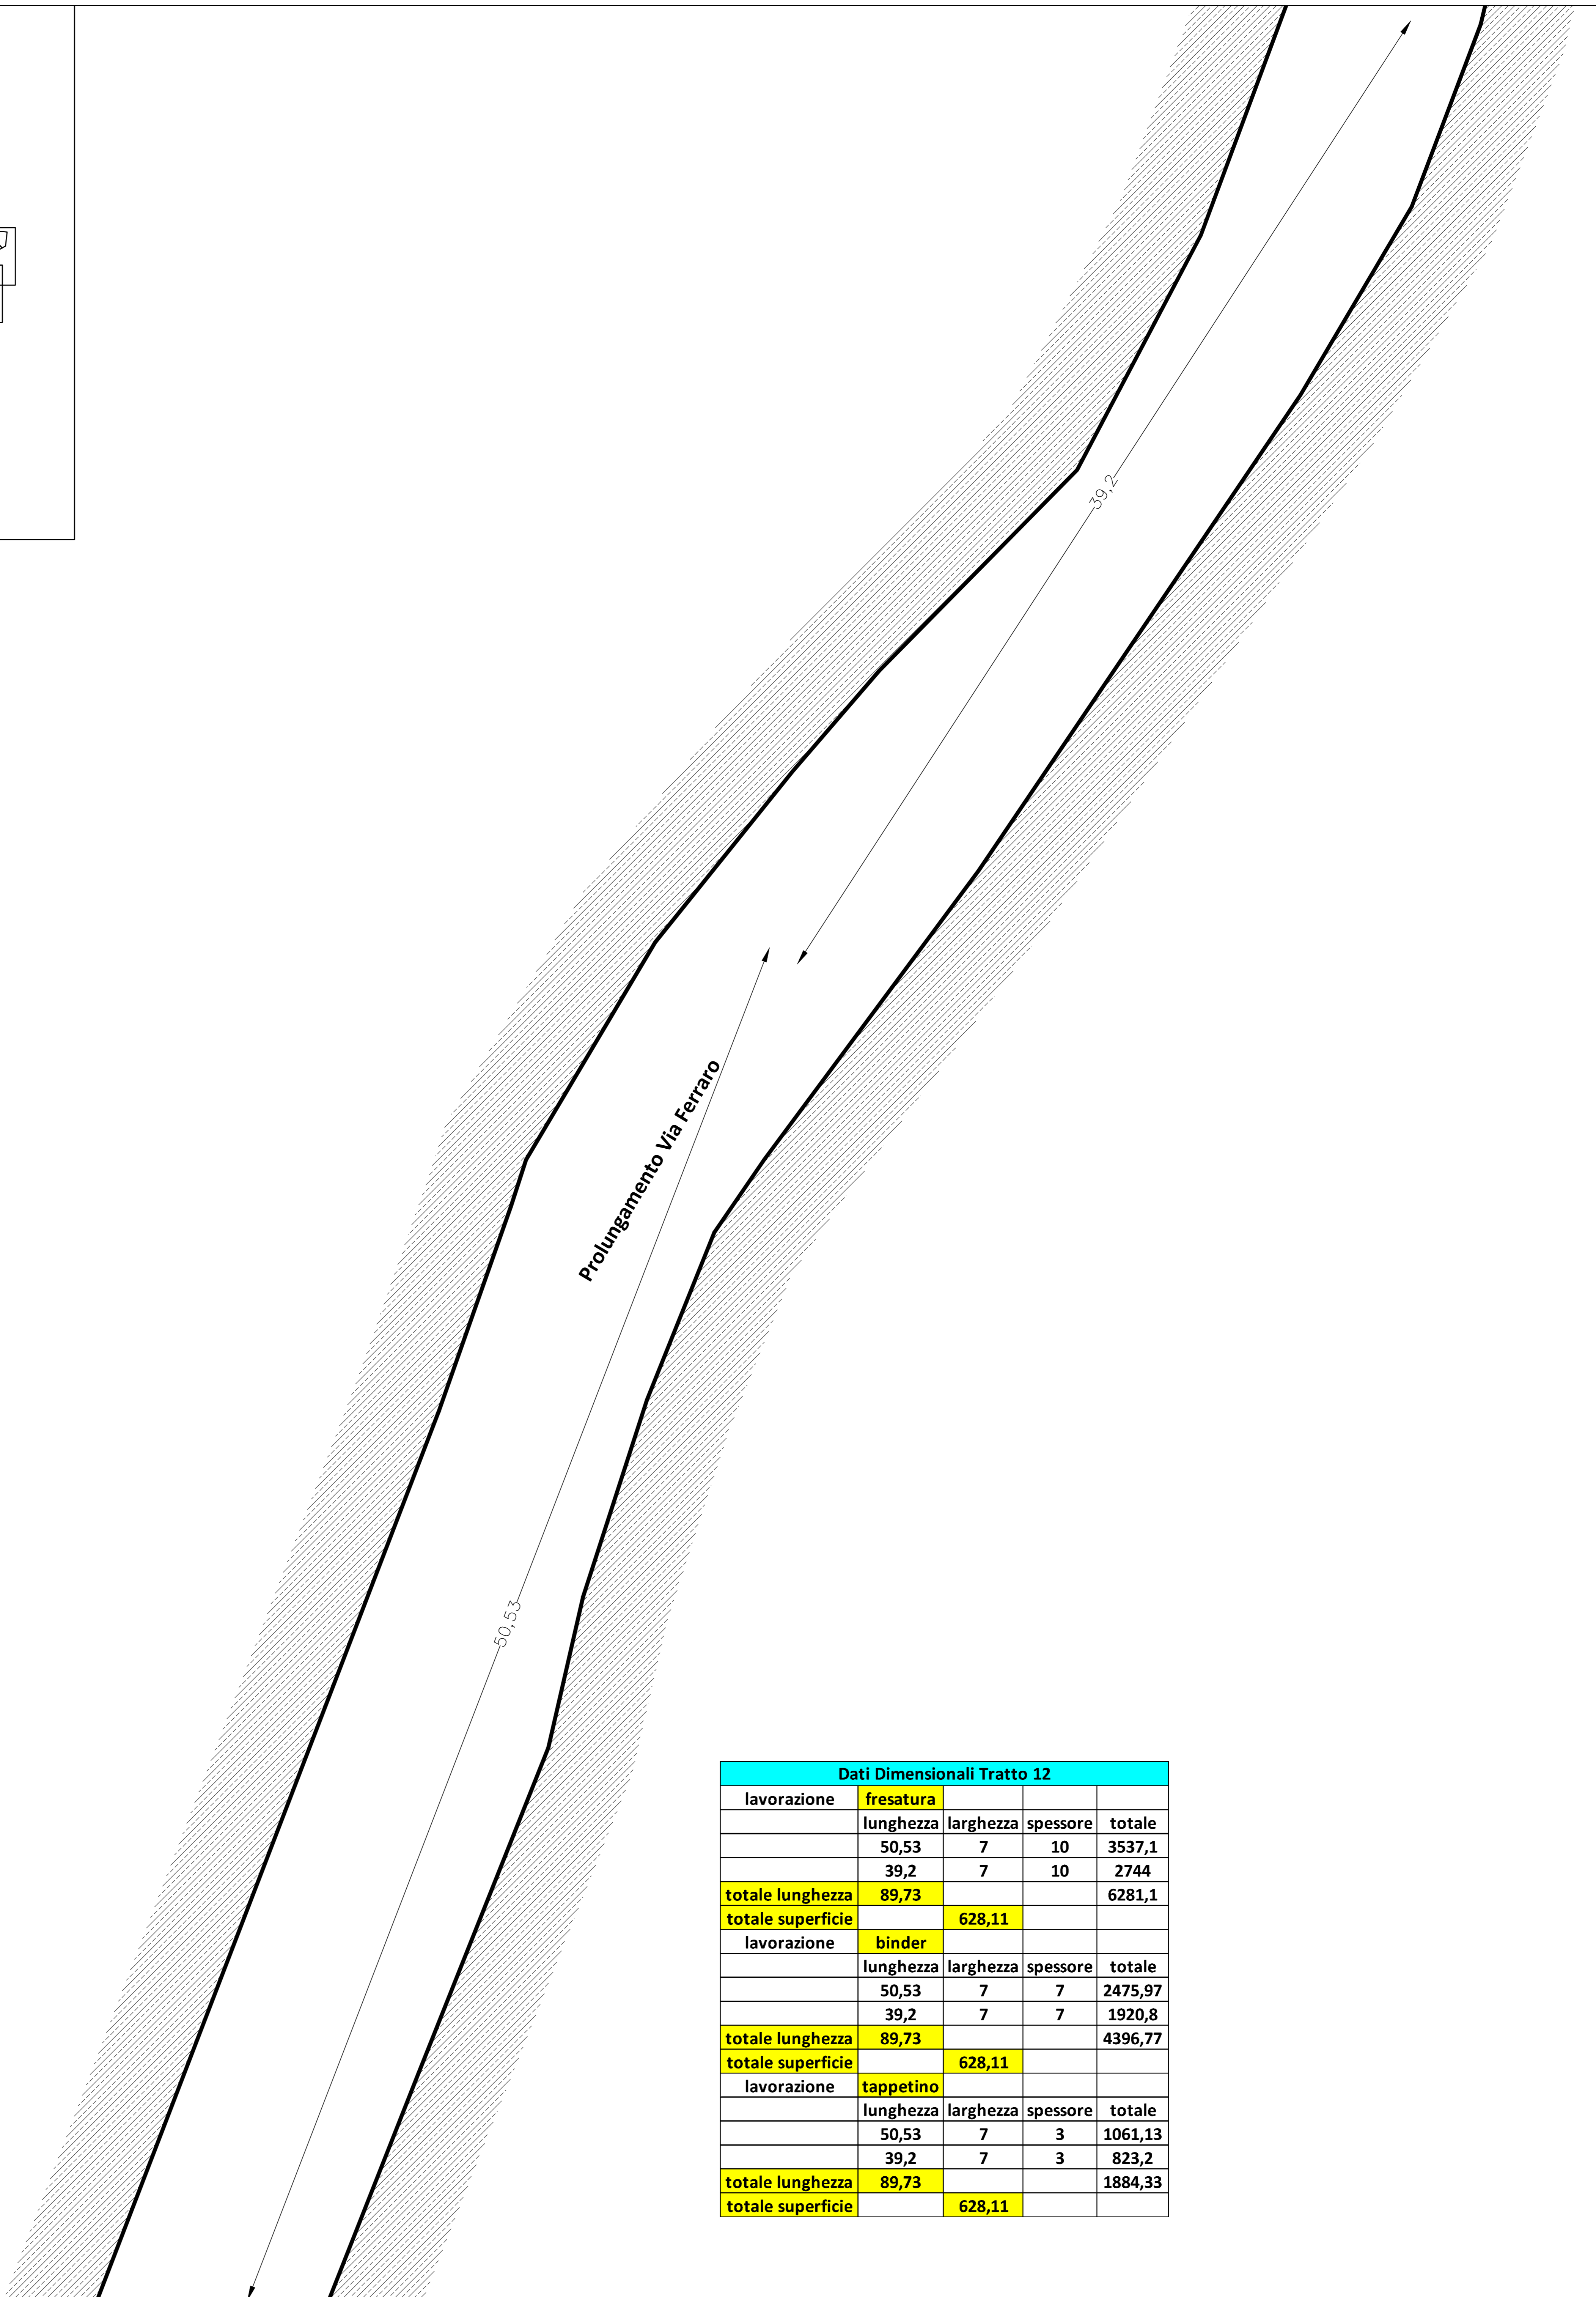 39,2
Prolungamento Via Ferraro
50,53
Dati Dimensionali Tratto 12
lavorazione fresatura
lunghezza larghezza spessore totale
50,53 7 10 3537,1
39,2 7 10 2744
totale lunghezza 89,73 6281,1
totale superficie 628,11
lavorazione binder
lunghezza larghezza spessore totale
50,53 7 7 2475,97
39,2 7 7 1920,8
totale lunghezza 89,73 4396,77
totale superficie 628,11
lavorazione tappetino
lunghezza larghezza spessore totale
50,53 7 3 1061,13
39,2 7 3 823,2
totale lunghezza 89,73 1884,33
totale superficie 628,11